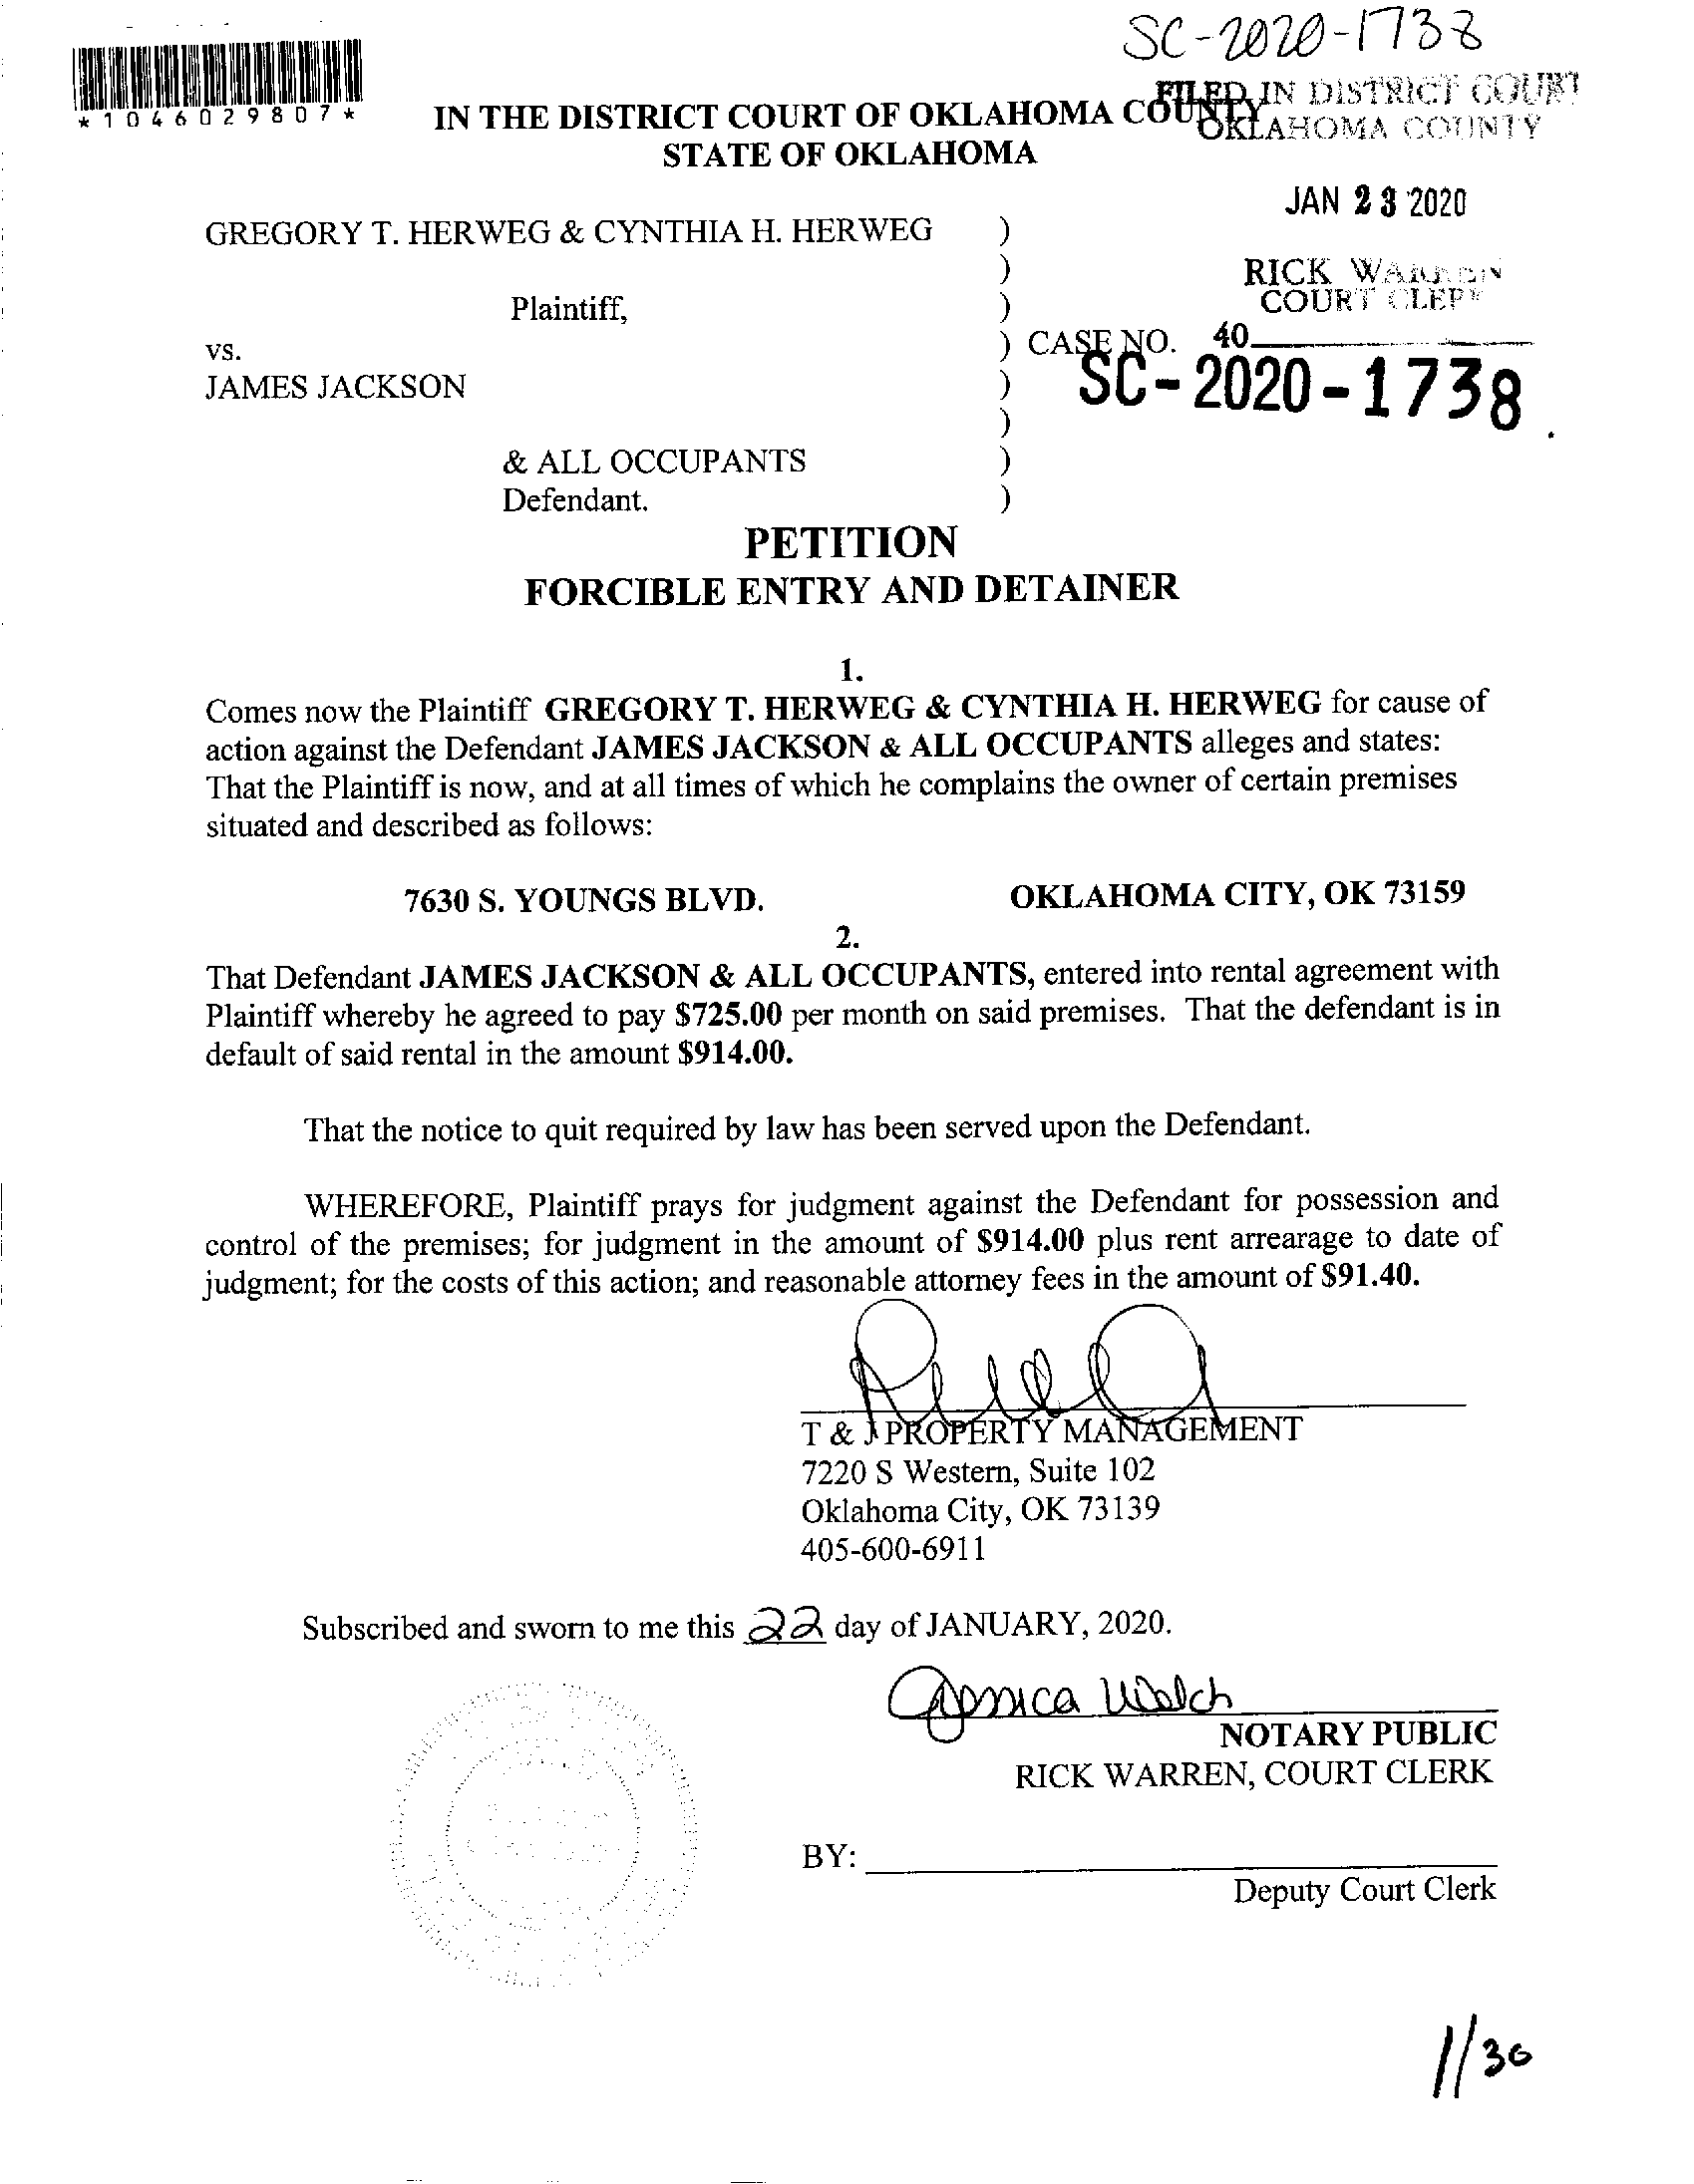 SC-2020-1738
*1046029807*
FILED IN DISTRICT COURT
OKLAHOMA COUNTY
IN THE DISTRICT COURT OF OKLAHOMA COUNTY
STATE OF OKLAHOMA
JAN 23 2020
GREGORY T. HERWEG & CYNTHIA H. HERWEG )
)
RICK WARREN
COURT CLERK
Plaintiff, )
vs. ) CASE NO. 40
SC-2020-1738
JAMES JACKSON )
)
& ALL OCCUPANTS )
Defendant. )
PETITION
FORCIBLE ENTRY AND DETAINER
1.
Comes now the Plaintiff GREGORY T. HERWEG & CYNTHIA H. HERWEG for cause of
action against the Defendant JAMES JACKSON & ALL OCCUPANTS alleges and states:
That the Plaintiff is now, and at all times of which he complains the owner of certain premises
situated and described as follows:
7630 S. YOUNGS BLVD. OKLAHOMA CITY, OK 73159
2.
That Defendant JAMES JACKSON & ALL OCCUPANTS, entered into rental agreement with
Plaintiff whereby he agreed to pay $725.00 per month on said premises. That the defendant is in
default of said rental in the amount $914.00.
That the notice to quit required by law has been served upon the Defendant.
WHEREFORE, Plaintiff prays for judgment against the Defendant for possession and
control of the premises; for judgment in the amount of $914.00 plus rent arrearage to date of
judgment; for the costs of this action; and reasonable attorney fees in the amount of $91.40.
T & J PROPERTY MANAGEMENT
7220 S Western, Suite 102
Oklahoma City, OK 73139
405-600-6911
Subscribed and sworn to me this 22 day of JANUARY, 2020.
Jessica Welch
NOTARY PUBLIC
RICK WARREN, COURT CLERK
BY:
Deputy Court Clerk
1/30